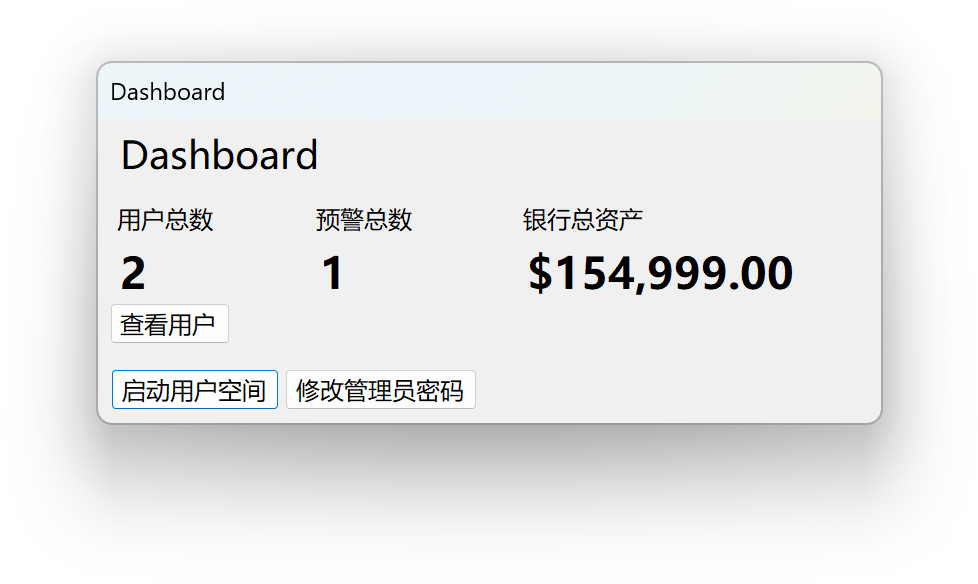 Dashboard
Dashboard
用户总数 预警总数 银行总资产
2 1 $154,999.00
查看用户
启动用户空间 修改管理员密码